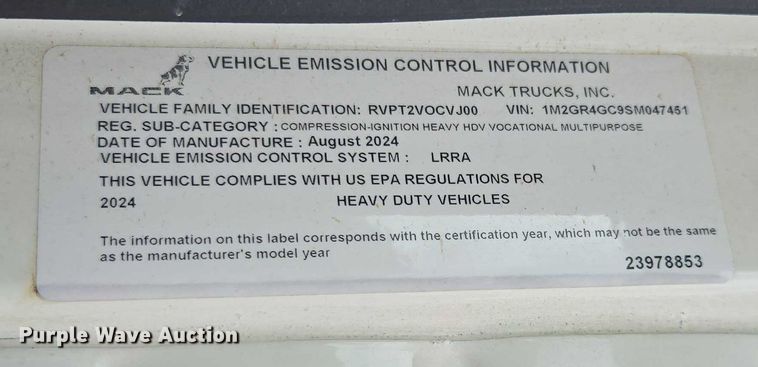 VEHICLE EMISSION CONTROL INFORMATION
MACK
MACK TRUCKS, INC.
VEHICLE FAMILY IDENTIFICATION: RVPT2VOCVJ00 VIN: 1M2GR4GC9SM047451
REG. SUB-CATEGORY : COMPRESSION-IGNITION HEAVY HDV VOCATIONAL MULTIPURPOSE
DATE OF MANUFACTURE : August 2024
VEHICLE EMISSION CONTROL SYSTEM : LRRA
THIS VEHICLE COMPLIES WITH US EPA REGULATIONS FOR
2024 HEAVY DUTY VEHICLES
The information on this label corresponds with the certification year, which may not be the same
as the manufacturer's model year
23978853
Purple Wave Auction